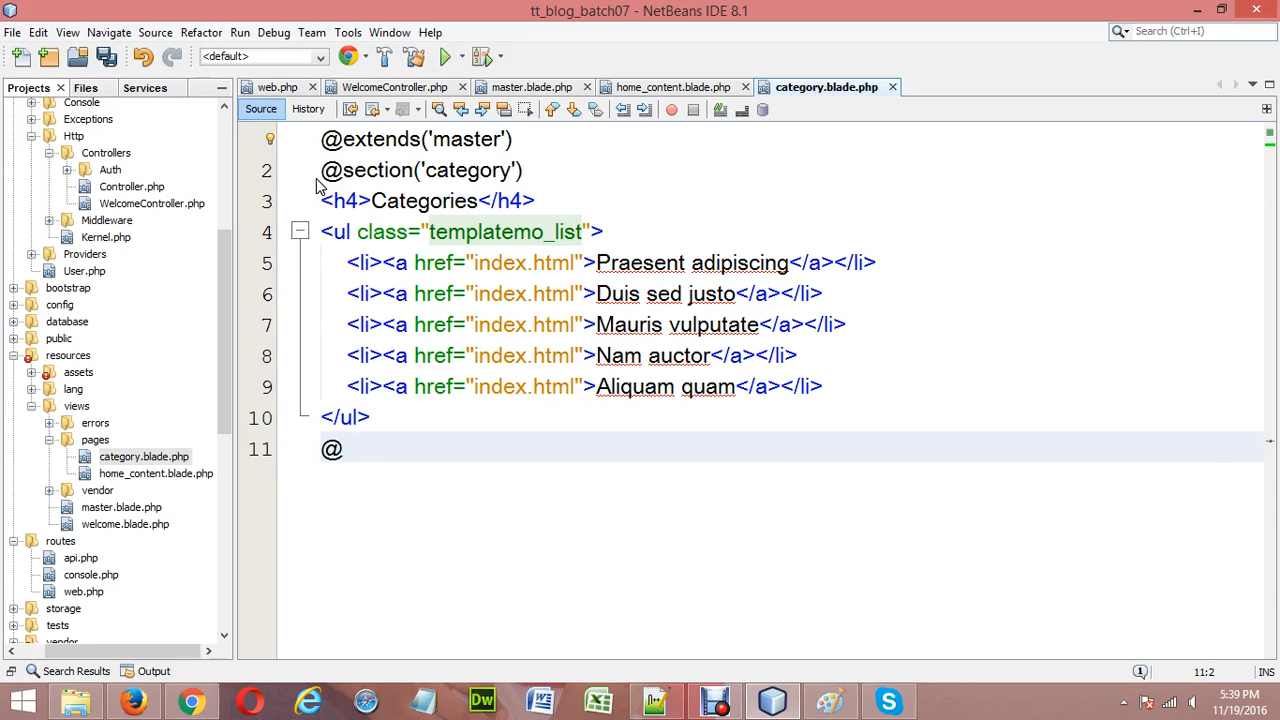 tt_blog_batch07 - NetBeans IDE 8.1
File Edit View Navigate Source Refactor Run Debug Team Tools Window Help
Search (Ctrl+I)
<default>
Projects Files Services
web.php WelcomeController.php master.blade.php home_content.blade.php category.blade.php
Source History
Console
Exceptions
Http
Controllers
Auth
Controller.php
WelcomeController.php
Middleware
Kernel.php
Providers
User.php
bootstrap
config
database
public
resources
assets
lang
views
errors
pages
category.blade.php
home_content.blade.php
vendor
master.blade.php
welcome.blade.php
routes
api.php
console.php
web.php
storage
tests
vendor
@extends('master')
2 @section('category')
3 <h4>Categories</h4>
4 <ul class="templatemo_list">
5 <li><a href="index.html">Praesent adipiscing</a></li>
6 <li><a href="index.html">Duis sed justo</a></li>
7 <li><a href="index.html">Mauris vulputate</a></li>
8 <li><a href="index.html">Nam auctor</a></li>
9 <li><a href="index.html">Aliquam quam</a></li>
10 </ul>
11 @
Search Results Output
11:2 INS
5:39 PM
11/19/2016